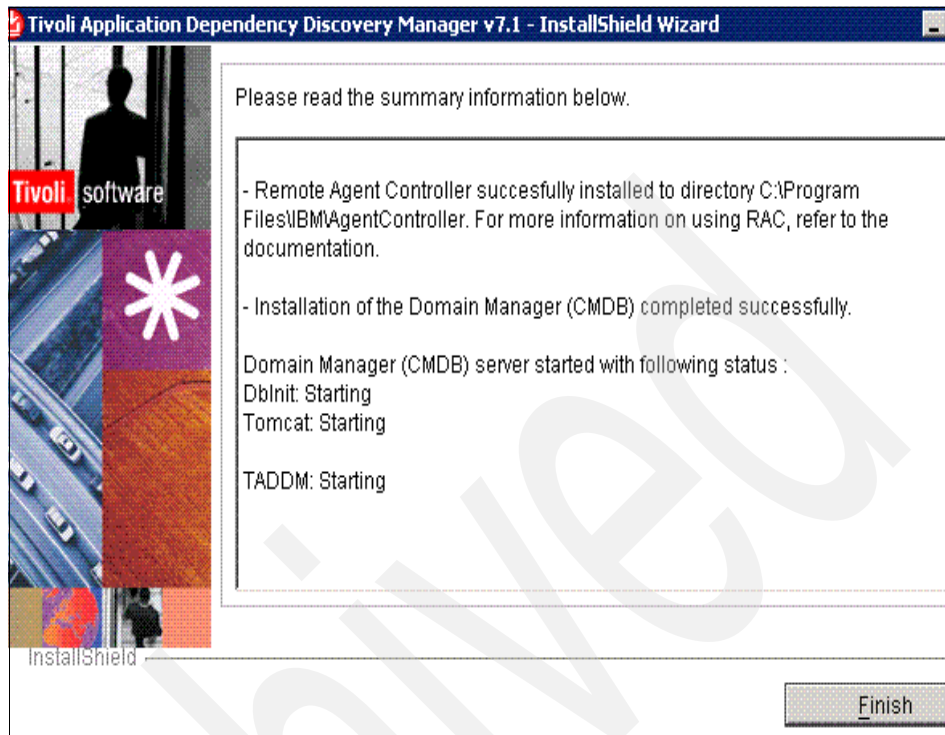 Tivoli Application Dependency Discovery Manager v7.1 - InstallShield Wizard
Please read the summary information below.
Tivoli. software
- Remote Agent Controller succesfully installed to directory C:\Program
Files\IBM\AgentController. For more information on using RAC, refer to the
documentation.
- Installation of the Domain Manager (CMDB) completed successfully.
Domain Manager (CMDB) server started with following status :
DbInit: Starting
Tomcat: Starting
TADDM: Starting
InstallShield
Finish